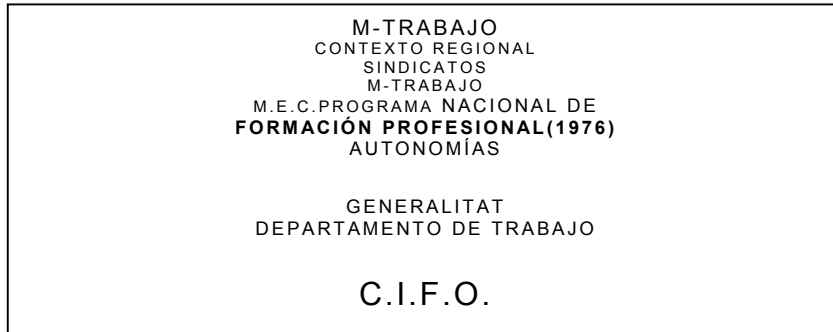 M-TRABAJO
CONTEXTO REGIONAL
SINDICATOS
M-TRABAJO
M.E.C.PROGRAMA NACIONAL DE
FORMACIÓN PROFESIONAL(1976)
AUTONOMÍAS
GENERALITAT
DEPARTAMENTO DE TRABAJO
C.I.F.O.